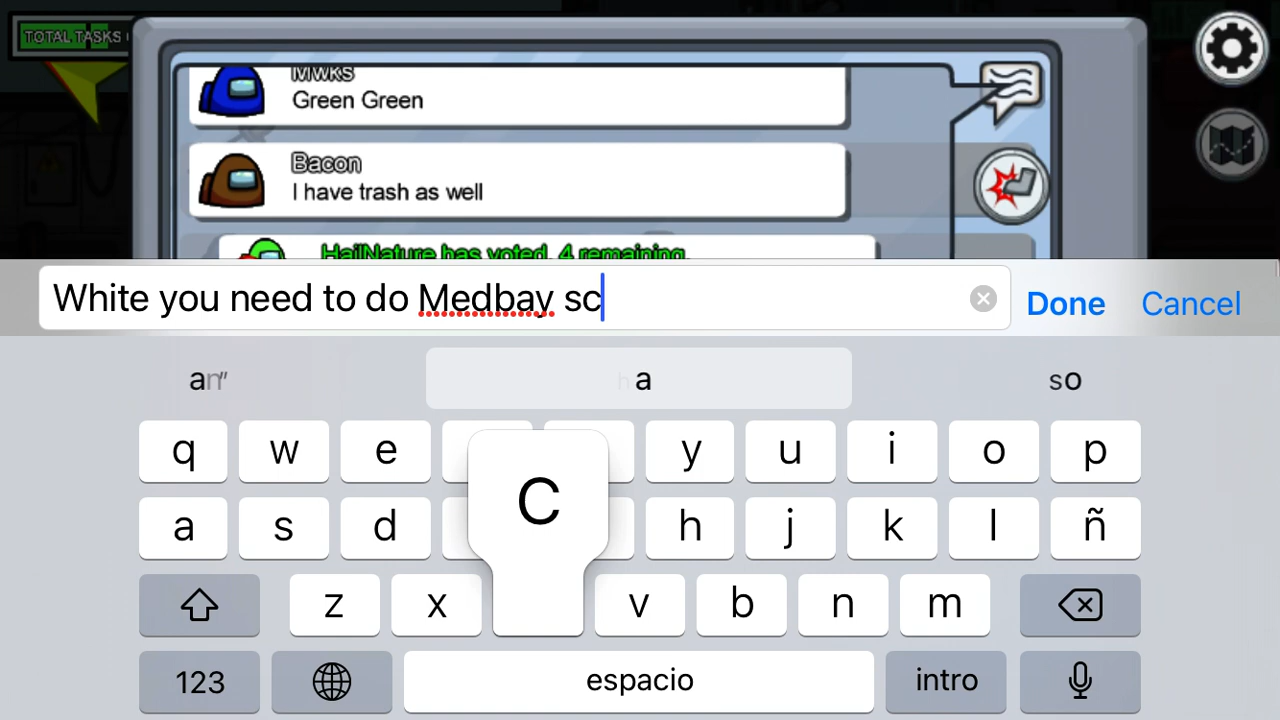 TOTAL TASKS
Mwks
Green Green
Bacon
I have trash as well
HailNature has voted. 4 remaining.
White you need to do Medbay sc
Done
Cancel
an"
a
so
q w e y u i o p
a s d h j k l ñ
C
z x v b n m
123
espacio
intro